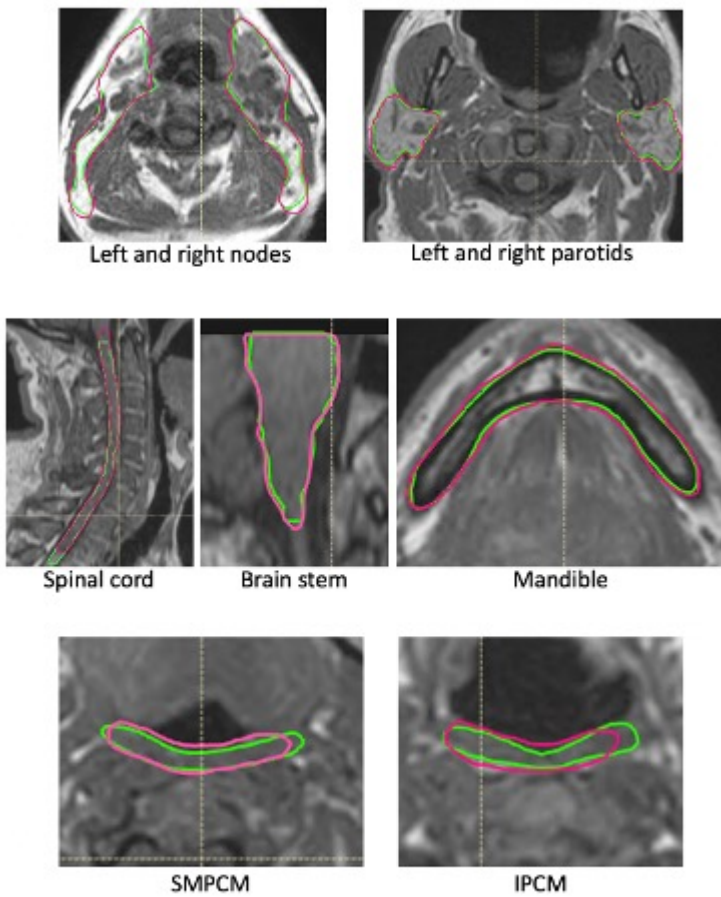 Left and right nodes
Left and right parotids
Spinal cord
Brain stem
Mandible
SMPCM
IPCM